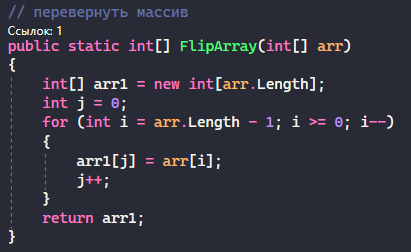 // перевернуть массив
Ссылок: 1
public static int[] FlipArray(int[] arr)
{
int[] arr1 = new int[arr.Length];
int j = 0;
for (int i = arr.Length - 1; i >= 0; i--)
{
arr1[j] = arr[i];
j++;
}
return arr1;
}